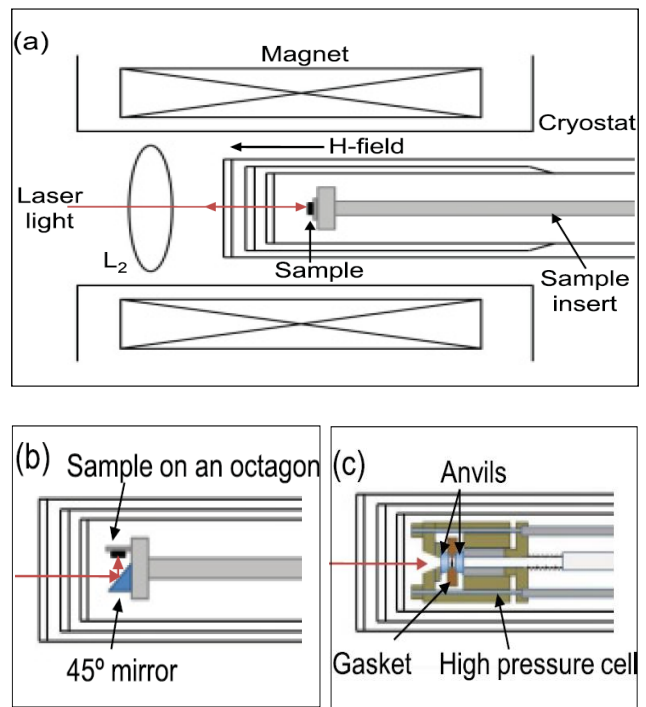 (a)
Magnet
Cryostat
H-field
Laser
light
L₂
Sample
Sample
insert
(b)
Sample on an octagon
45º mirror
(c)
Anvils
Gasket
High pressure cell